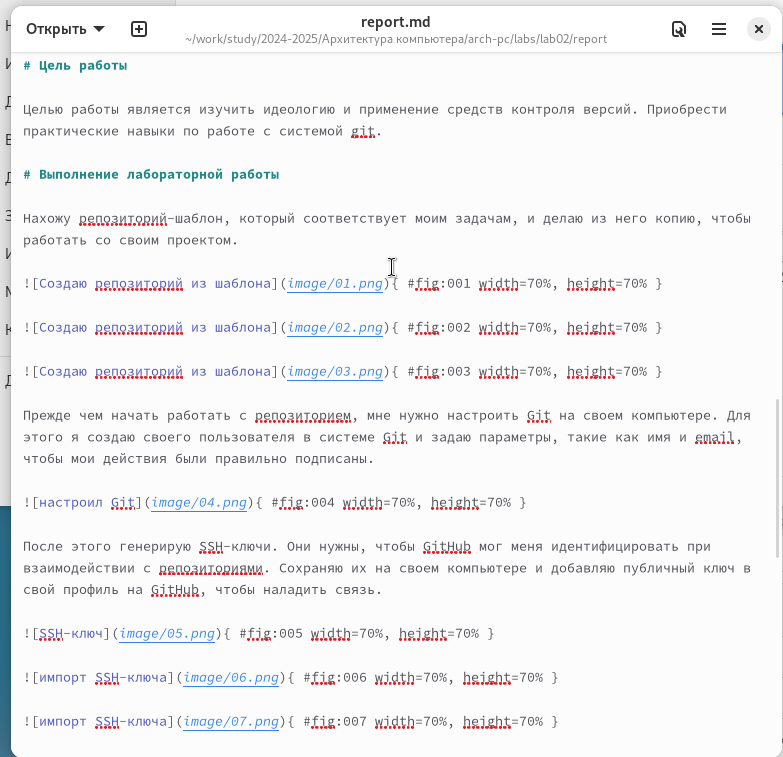 Открыть
report.md
~/work/study/2024-2025/Архитектура компьютера/arch-pc/labs/lab02/report
# Цель работы
Целью работы является изучить идеологию и применение средств контроля версий. Приобрести
практические навыки по работе с системой git.
# Выполнение лабораторной работы
Нахожу репозиторий-шаблон, который соответствует моим задачам, и делаю из него копию, чтобы
работать со своим проектом.
![Создаю репозиторий из шаблона](image/01.png){ #fig:001 width=70%, height=70% }
![Создаю репозиторий из шаблона](image/02.png){ #fig:002 width=70%, height=70% }
![Создаю репозиторий из шаблона](image/03.png){ #fig:003 width=70%, height=70% }
Прежде чем начать работать с репозиторием, мне нужно настроить Git на своем компьютере. Для
этого я создаю своего пользователя в системе Git и задаю параметры, такие как имя и email,
чтобы мои действия были правильно подписаны.
![настроил Git](image/04.png){ #fig:004 width=70%, height=70% }
После этого генерирую SSH-ключи. Они нужны, чтобы GitHub мог меня идентифицировать при
взаимодействии с репозиториями. Сохраняю их на своем компьютере и добавляю публичный ключ в
свой профиль на GitHub, чтобы наладить связь.
![SSH-ключ](image/05.png){ #fig:005 width=70%, height=70% }
![импорт SSH-ключа](image/06.png){ #fig:006 width=70%, height=70% }
![импорт SSH-ключа](image/07.png){ #fig:007 width=70%, height=70% }